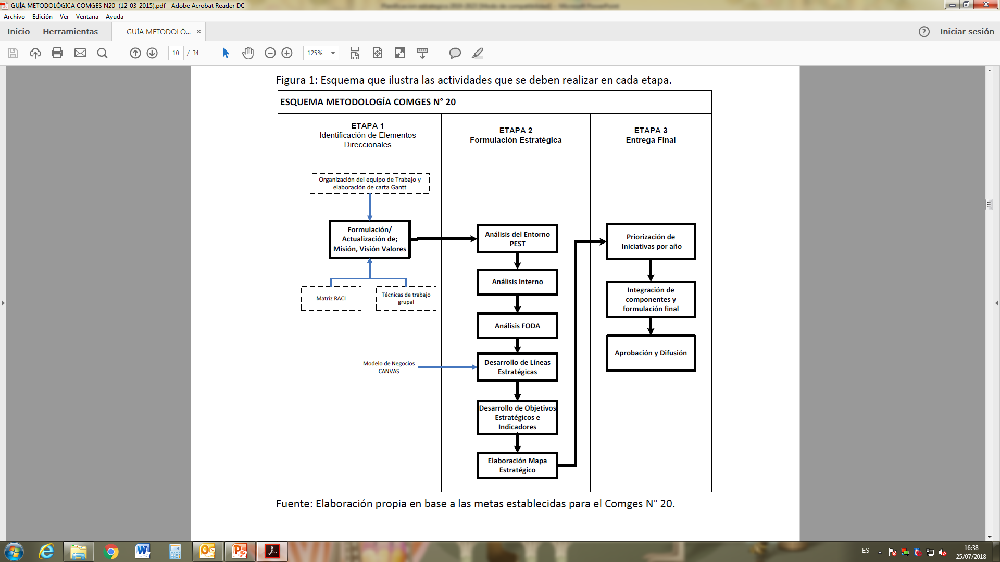 GUÍA METODOLÓGICA COMGES N20 (12-03-2015).pdf - Adobe Acrobat Reader DC
Archivo Edición Ver Ventana Ayuda
Inicio Herramientas GUÍA METODOLÓ... × Iniciar sesión
10 / 34 125%
Figura 1: Esquema que ilustra las actividades que se deben realizar en cada etapa.
ESQUEMA METODOLOGÍA COMGES N° 20
ETAPA 1
Identificación de Elementos
Direccionales
ETAPA 2
Formulación Estratégica
ETAPA 3
Entrega Final
Organización del equipo de Trabajo y
elaboración de carta Gantt
Formulación/
Actualización de;
Misión, Visión Valores
Matriz RACI
Técnicas de trabajo
grupal
Modelo de Negocios
CANVAS
Análisis del Entorno
PEST
Análisis Interno
Análisis FODA
Desarrollo de Líneas
Estratégicas
Desarrollo de Objetivos
Estratégicos e
Indicadores
Elaboración Mapa
Estratégico
Priorización de
Iniciativas por año
Integración de
componentes y
formulación final
Aprobación y Difusión
Fuente: Elaboración propia en base a las metas establecidas para el Comges N° 20.
ES
16:38
25/07/2018